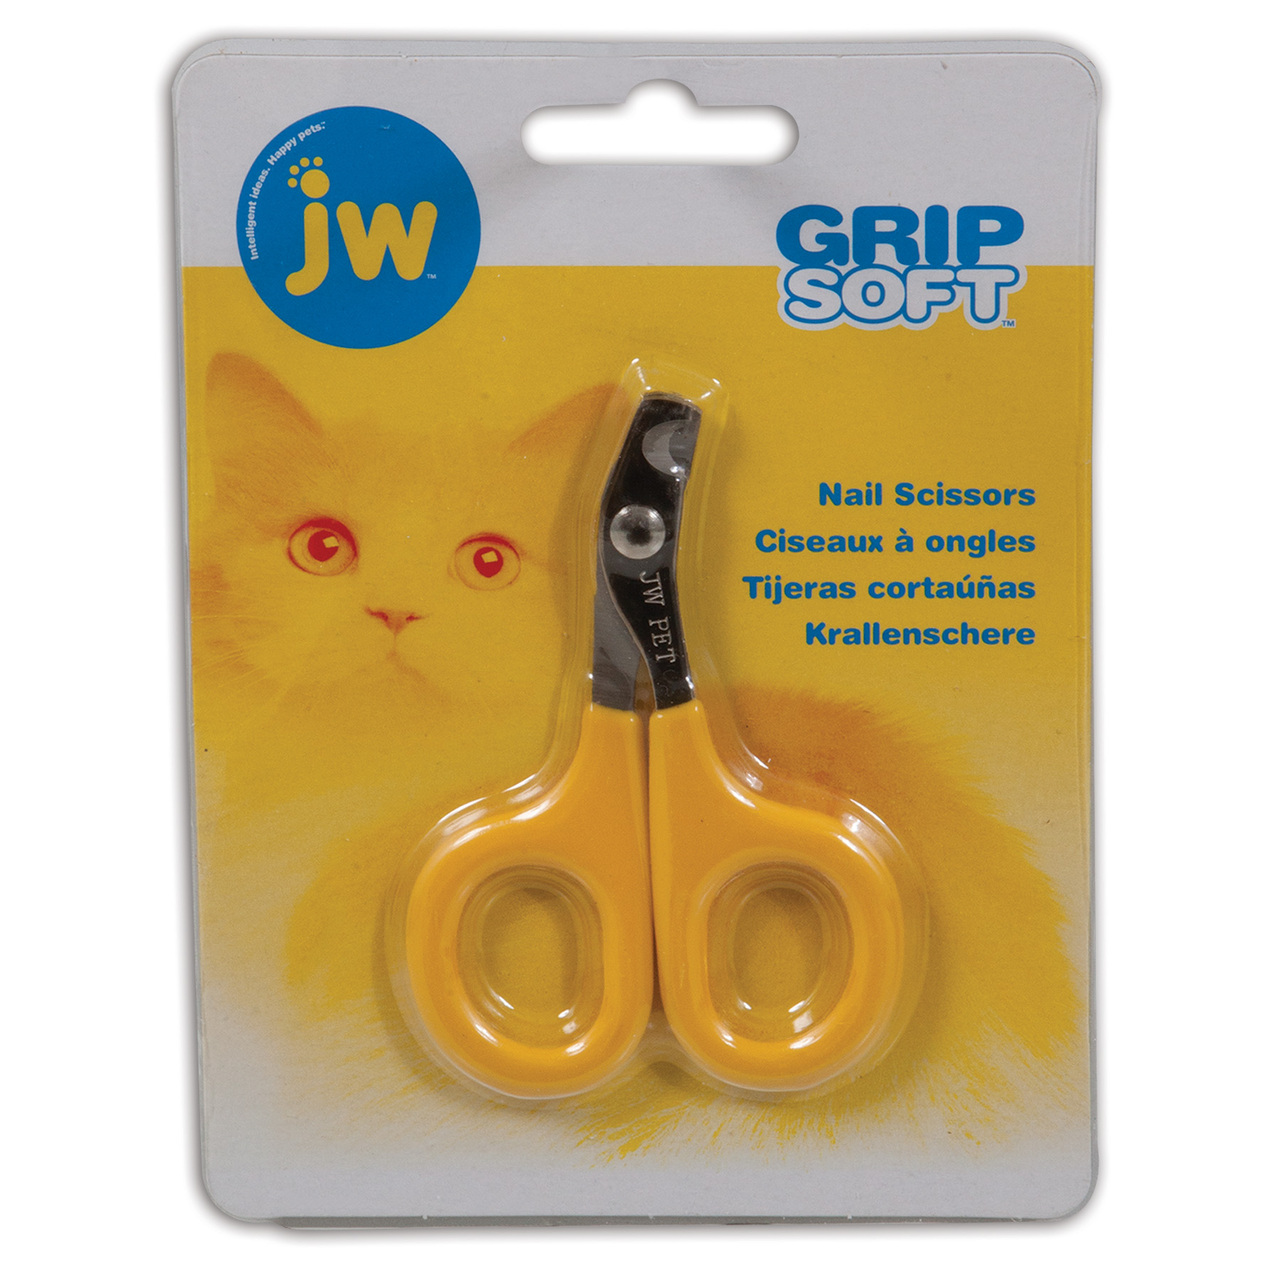 Intelligent ideas. Happy pets.™
jw™
GRIP
SOFT™
Nail Scissors
Ciseaux à ongles
Tijeras cortaúñas
Krallenschere
JW PET